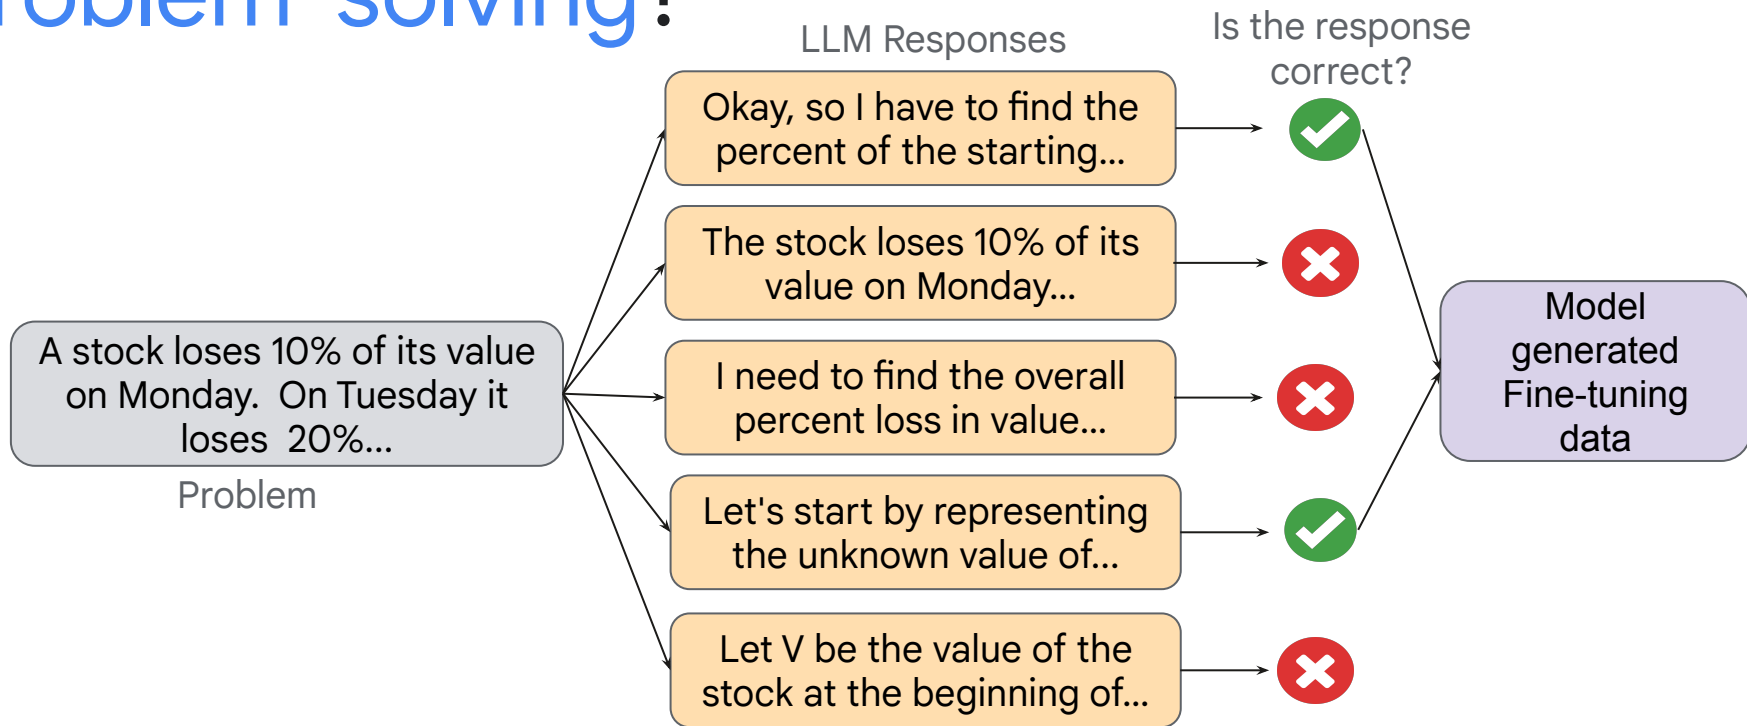 problem-solving?
LLM Responses
Is the response
correct?
Okay, so I have to find the
percent of the starting...
The stock loses 10% of its
value on Monday...
I need to find the overall
percent loss in value...
Let's start by representing
the unknown value of...
Let V be the value of the
stock at the beginning of...
A stock loses 10% of its value
on Monday. On Tuesday it
loses 20%...
Problem
Model
generated
Fine-tuning
data